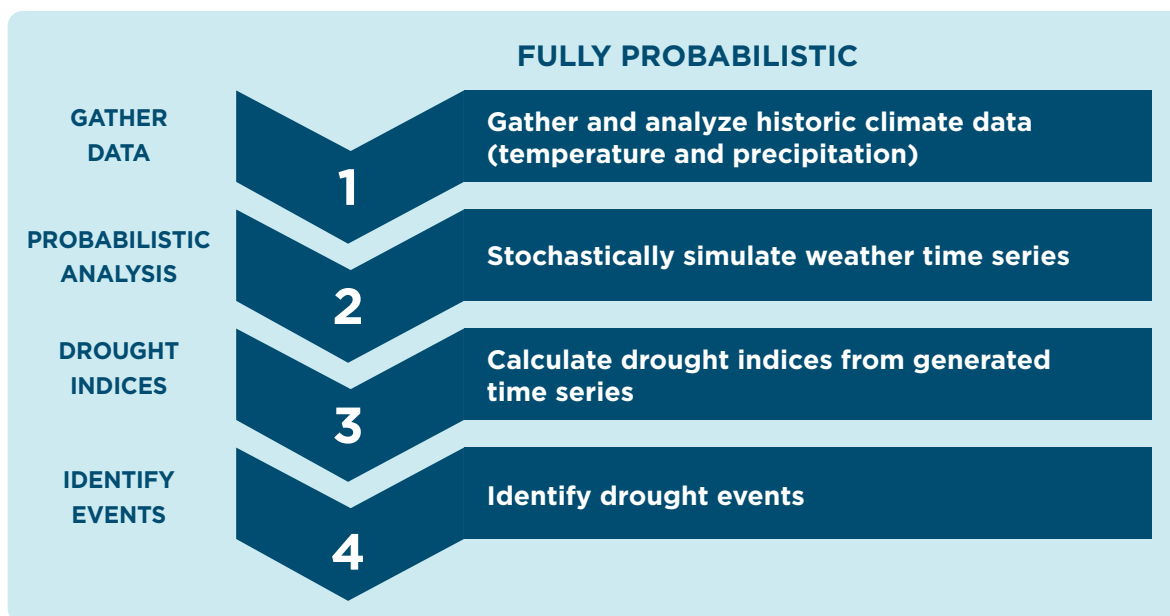 FULLY PROBABILISTIC
GATHER
DATA
1
Gather and analyze historic climate data
(temperature and precipitation)
PROBABILISTIC
ANALYSIS
2
Stochastically simulate weather time series
DROUGHT
INDICES
3
Calculate drought indices from generated
time series
IDENTIFY
EVENTS
4
Identify drought events